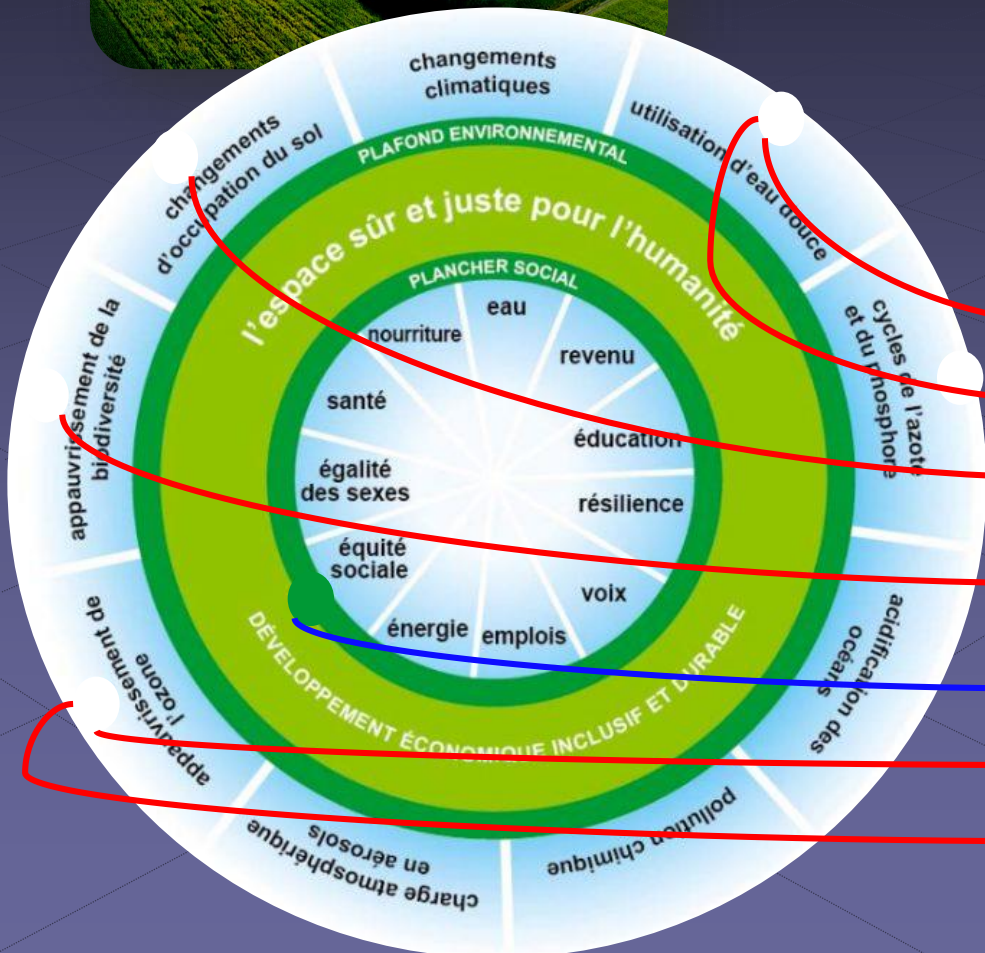 changements
climatiques
utilisation d'eau douce
cycles de l'azote
et du phosphore
acidification des
océans
pollution chimique
charge atmosphérique
en aérosols
appauvrissement de
l'ozone
appauvrissement de la
biodiversité
changements
d'occupation du sol
PLAFOND ENVIRONNEMENTAL
l'espace sûr et juste pour l'humanité
PLANCHER SOCIAL
eau
revenu
éducation
résilience
voix
emplois
énergie
équité
sociale
égalité
des sexes
santé
nourriture
DÉVELOPPEMENT ÉCONOMIQUE INCLUSIF ET DURABLE